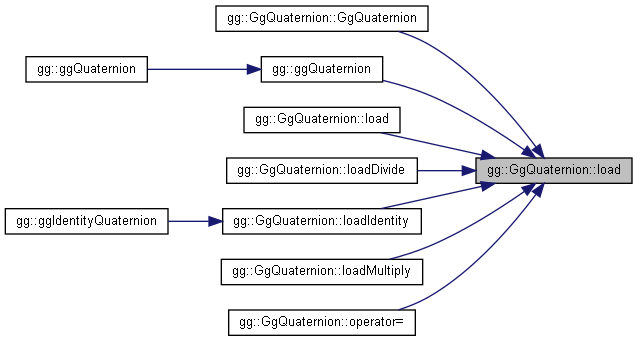 gg::GgQuaternion::GgQuaternion
gg::ggQuaternion
gg::ggQuaternion
gg::GgQuaternion::load
gg::GgQuaternion::loadDivide
gg::GgQuaternion::load
gg::ggIdentityQuaternion
gg::GgQuaternion::loadIdentity
gg::GgQuaternion::loadMultiply
gg::GgQuaternion::operator=